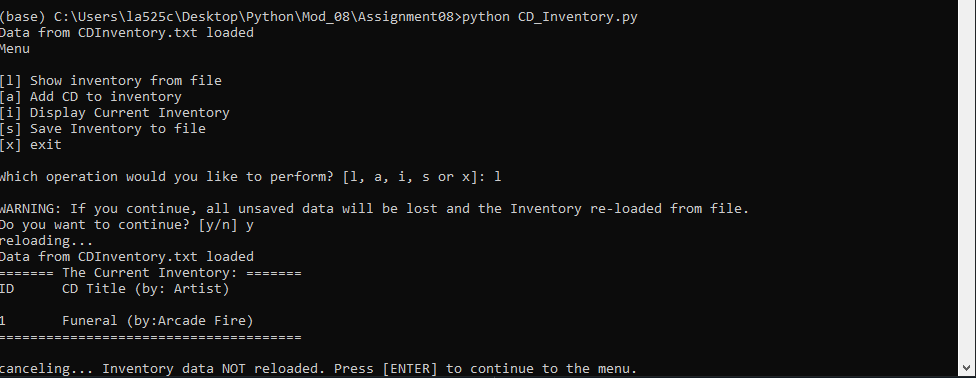 (base) C:\Users\la525c\Desktop\Python\Mod_08\Assignment08>python CD_Inventory.py
Data from CDInventory.txt loaded
Menu
[l] Show inventory from file
[a] Add CD to inventory
[i] Display Current Inventory
[s] Save Inventory to file
[x] exit
Which operation would you like to perform? [l, a, i, s or x]: l
WARNING: If you continue, all unsaved data will be lost and the Inventory re-loaded from file.
Do you want to continue? [y/n] y
reloading...
Data from CDInventory.txt loaded
======= The Current Inventory: =======
ID      CD Title (by: Artist)
1       Funeral (by:Arcade Fire)
======================================
canceling... Inventory data NOT reloaded. Press [ENTER] to continue to the menu.